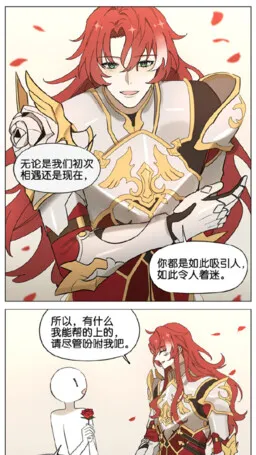 无论是我们初次
相遇还是现在，
你都是如此吸引人，
如此令人着迷。
所以，有什么
我能帮的上的，
请尽管吩咐我吧。